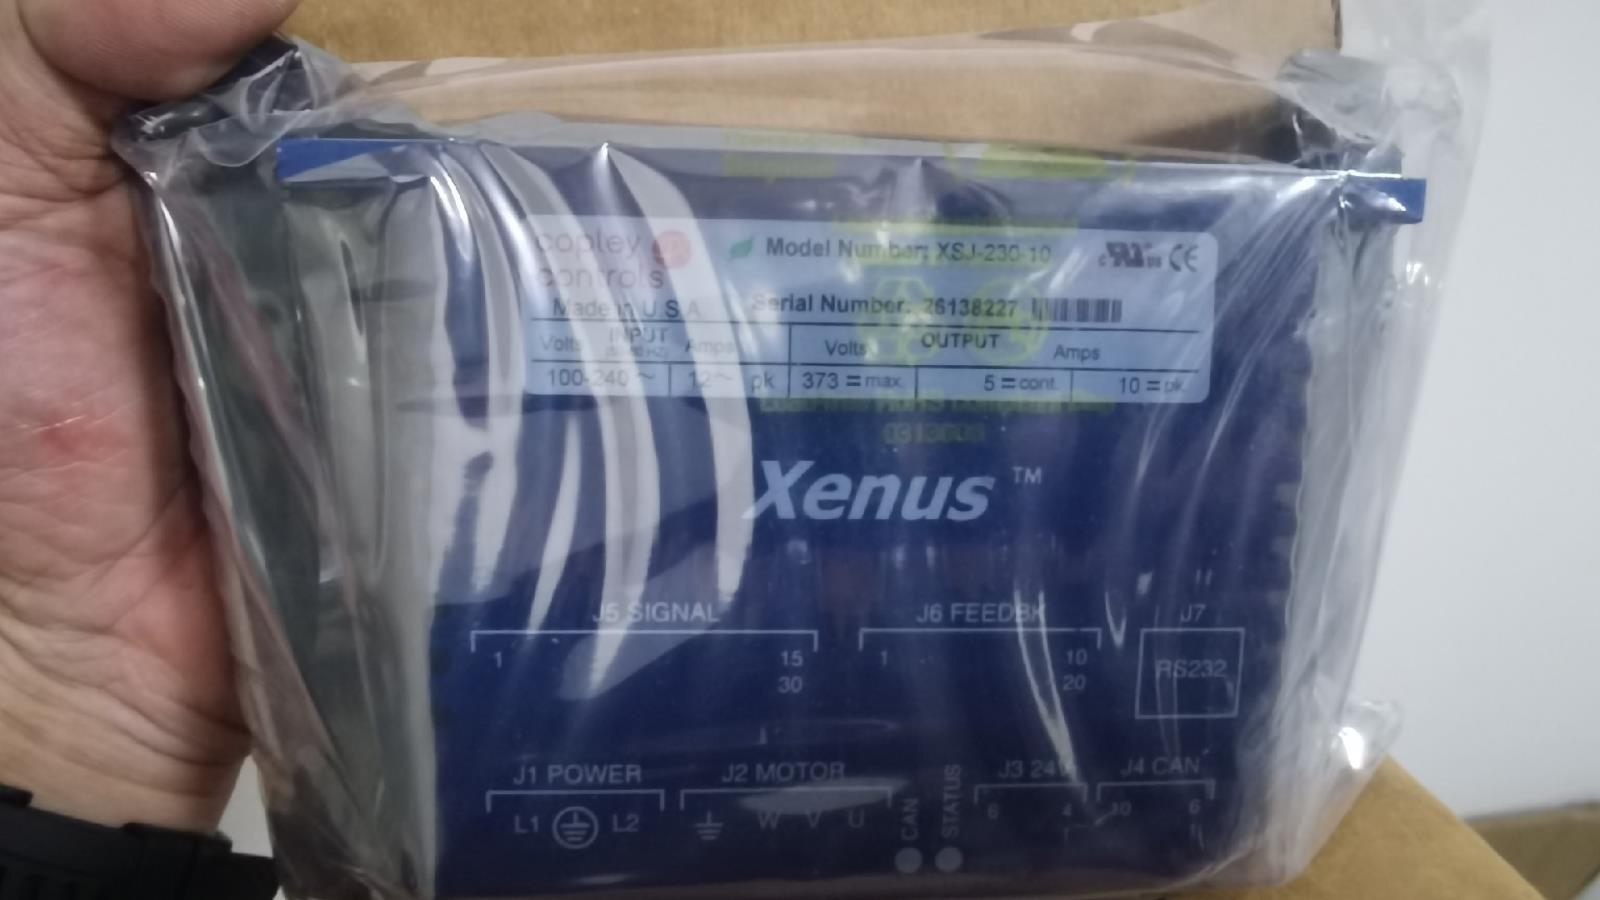 copley
controls
Model Number: XSJ-230-10
c us CE
Made in U.S.A
Serial Number: 26138227
INPUT
Volts Amps
OUTPUT
Volts Amps
100-240 ~ 12 ~ pk 373 = max. 5 = cont. 10 = pk.
Xenus ™
J5 SIGNAL
1 15
30
J6 FEEDBK
1 10
20
J7
RS232
J1 POWER
L1 L2
J2 MOTOR
W V U
CAN
STATUS
J3 24V
6 4
J4 CAN
10 6